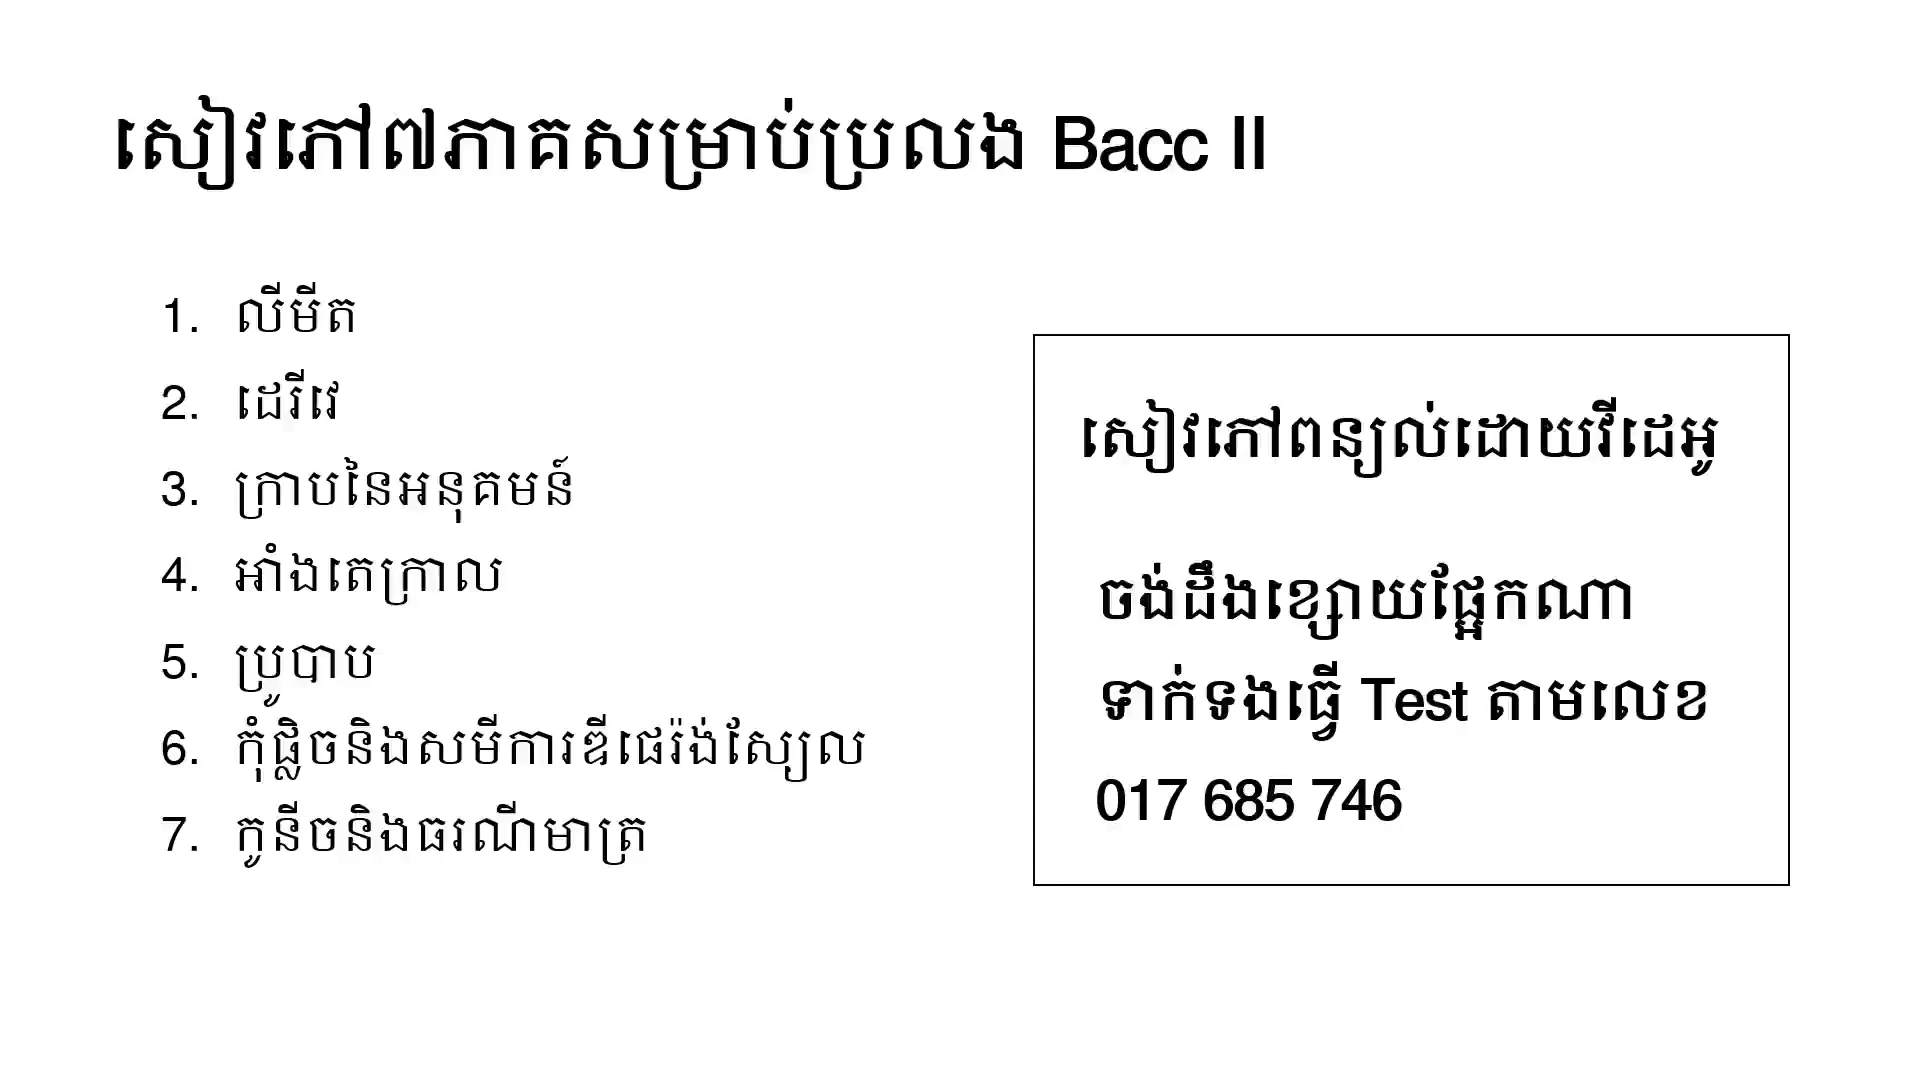 សៀវភៅ៧ភាគសម្រាប់ប្រលង Bacc II
1. លីមីត
2. ដេរីវេ
3. ក្រាបនៃអនុគមន៍
4. អាំងតេក្រាល
5. ប្រូបាប
6. កុំផ្លិចនិងសមីការឌីផេរ៉ង់ស្យែល
7. កូនីចនិងធរណីមាត្រ
សៀវភៅពន្យល់ដោយវីដេអូ
ចង់ដឹងខ្សោយផ្អែកណា
ទាក់ទងធ្វើ Test តាមលេខ
017 685 746